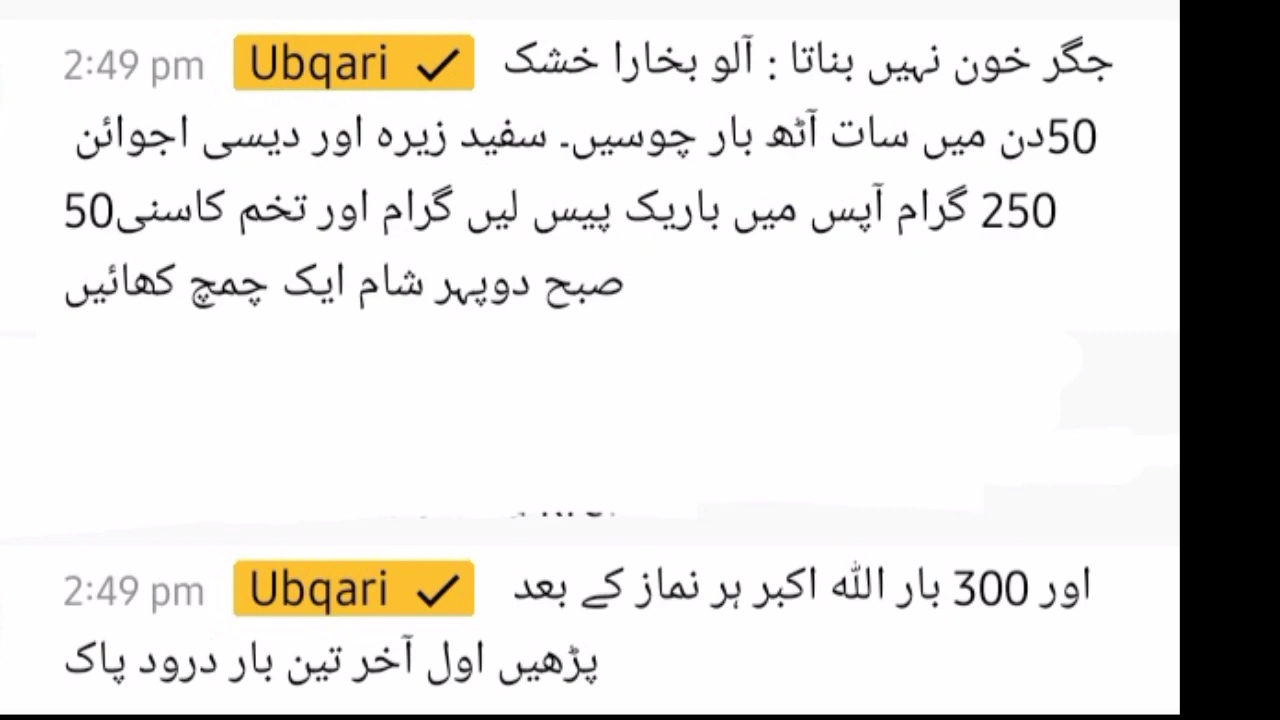 2:49 pm Ubqari ✓ جگر خون نہیں بناتا : آلو بخارا خشک
50دن میں سات آٹھ بار چوسیں۔ سفید زیرہ اور دیسی اجوائن
250 گرام آپس میں باریک پیس لیں گرام اور تخم کاسنی50
صبح دوپہر شام ایک چمچ کھائیں
2:49 pm Ubqari ✓ اور 300 بار اللہ اکبر ہر نماز کے بعد
پڑھیں اول آخر تین بار درود پاک